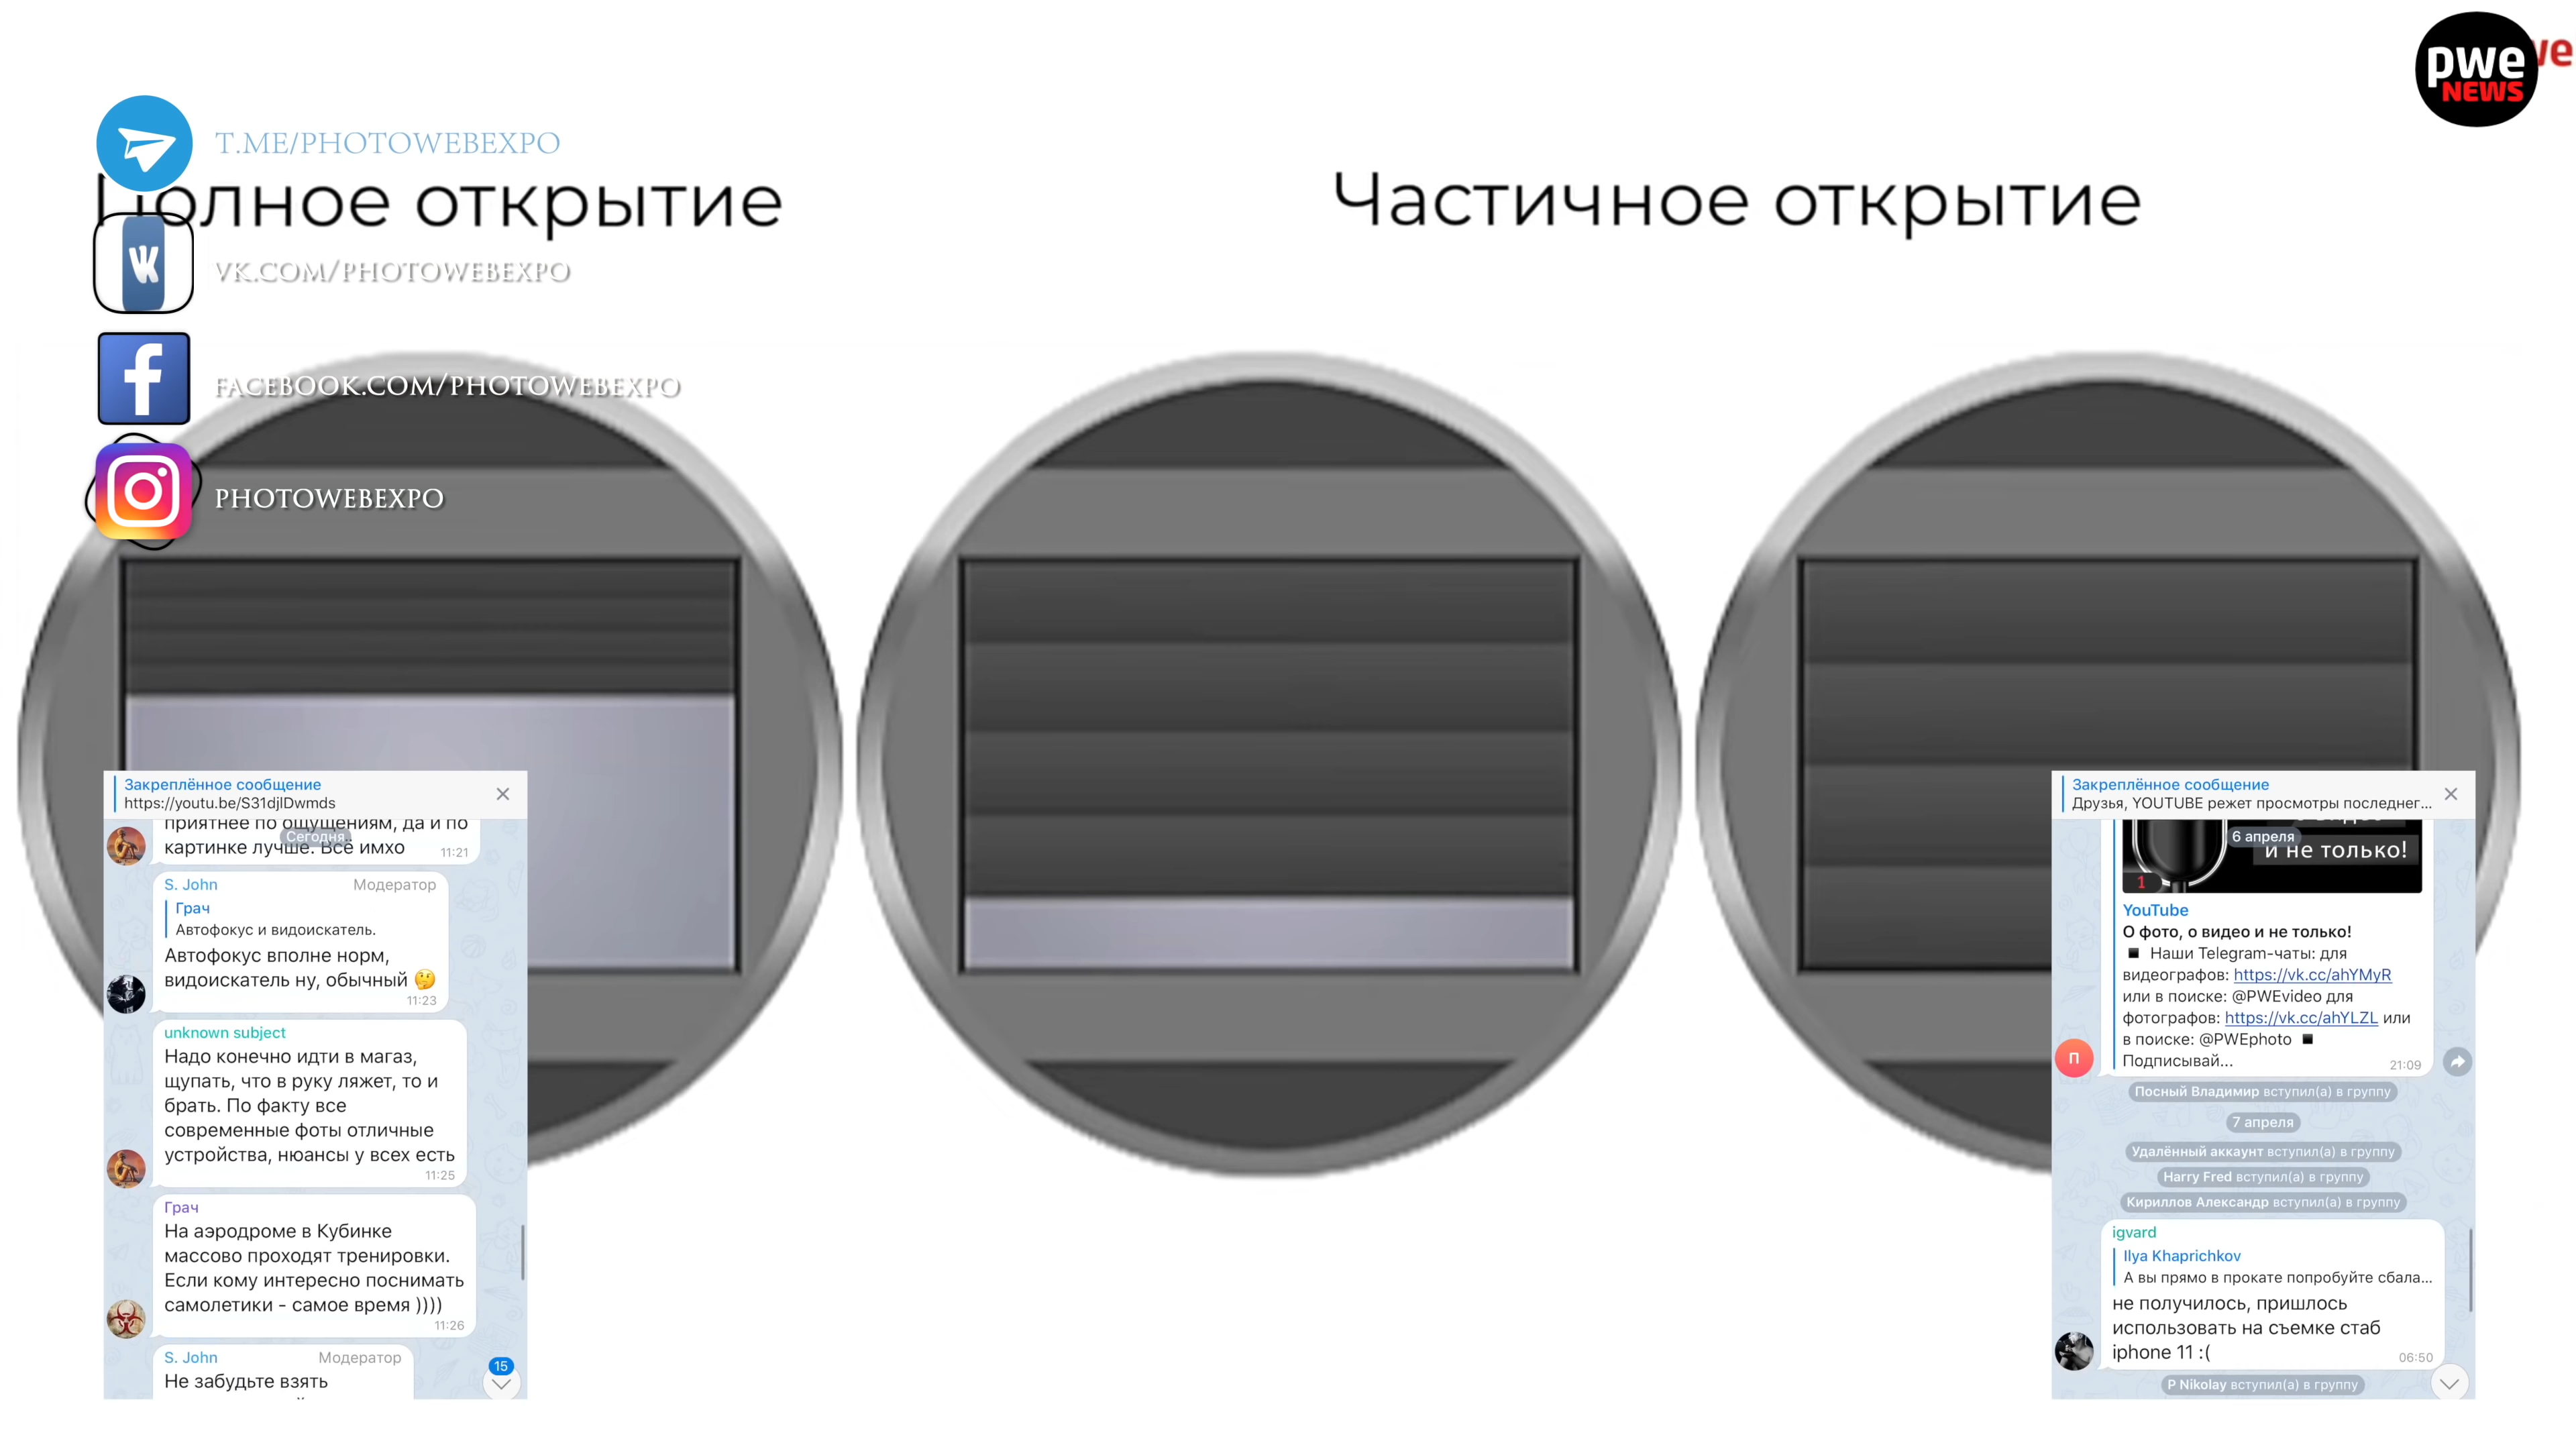 pwe
NEWS
T.ME/PHOTOWEBEXPO
Полное открытие
Частичное открытие
VK.COM/PHOTOWEBEXPO
FACEBOOK.COM/PHOTOWEBEXPO
PHOTOWEBEXPO
Закреплённое сообщение
https://youtu.be/S31djlDwmds
приятнее по ощущениям, да и по
Сегодня
картинке лучше. Все имхо 11:21
S. John Модератор
Грач
Автофокус и видоискатель.
Автофокус вполне норм,
видоискатель ну, обычный 🤔
11:23
unknown subject
Надо конечно идти в магаз,
щупать, что в руку ляжет, то и
брать. По факту все
современные фоты отличные
устройства, нюансы у всех есть
11:25
Грач
На аэродроме в Кубинке
массово проходят тренировки.
Если кому интересно поснимать
самолетики - самое время ))))
11:26
S. John Модератор
Не забудьте взять
15
Закреплённое сообщение
Друзья, YOUTUBE режет просмотры последнег...
6 апреля
и не только!
1
YouTube
О фото, о видео и не только!
◾ Наши Telegram-чаты: для
видеографов: https://vk.cc/ahYMyR
или в поиске: @PWEvideo для
фотографов: https://vk.cc/ahYLZL или
в поиске: @PWEphoto ◾
Подписывай...
21:09
П
Посный Владимир вступил(а) в группу
7 апреля
Удалённый аккаунт вступил(а) в группу
Harry Fred вступил(а) в группу
Кириллов Александр вступил(а) в группу
igvard
Ilya Khaprichkov
А вы прямо в прокате попробуйте сбала...
не получилось, пришлось
использовать на съемке стаб
iphone 11 :(
06:50
P Nikolay вступил(а) в группу